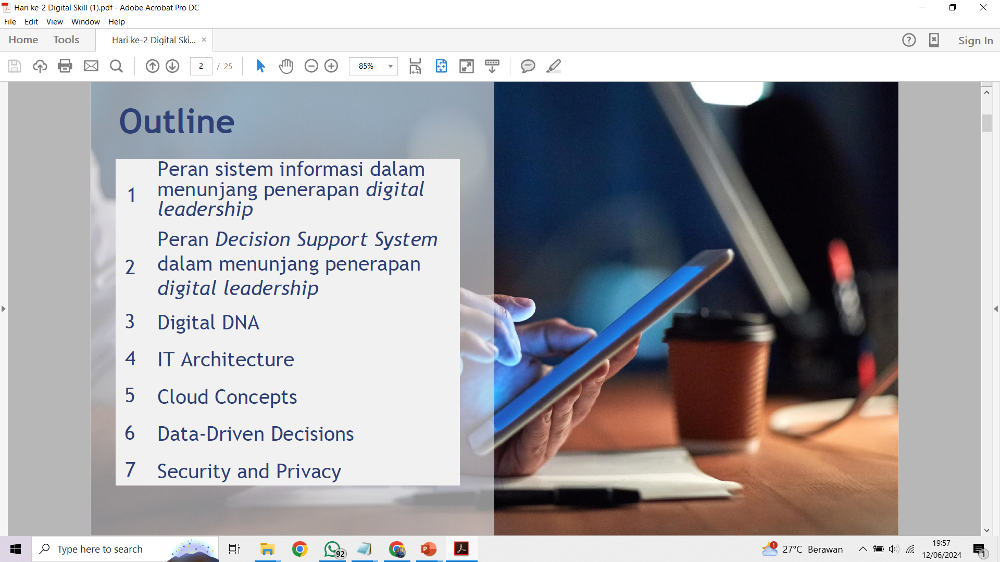 Hari ke-2 Digital Skill (1).pdf - Adobe Acrobat Pro DC
File Edit View Window Help
Home Tools Hari ke-2 Digital Ski... × ? Sign In
2 / 25 85%
Outline
1 Peran sistem informasi dalam
menunjang penerapan digital
leadership
2 Peran Decision Support System
dalam menunjang penerapan
digital leadership
3 Digital DNA
4 IT Architecture
5 Cloud Concepts
6 Data-Driven Decisions
7 Security and Privacy
Type here to search 92 P 1 27°C Berawan 19:57
12/06/2024 1